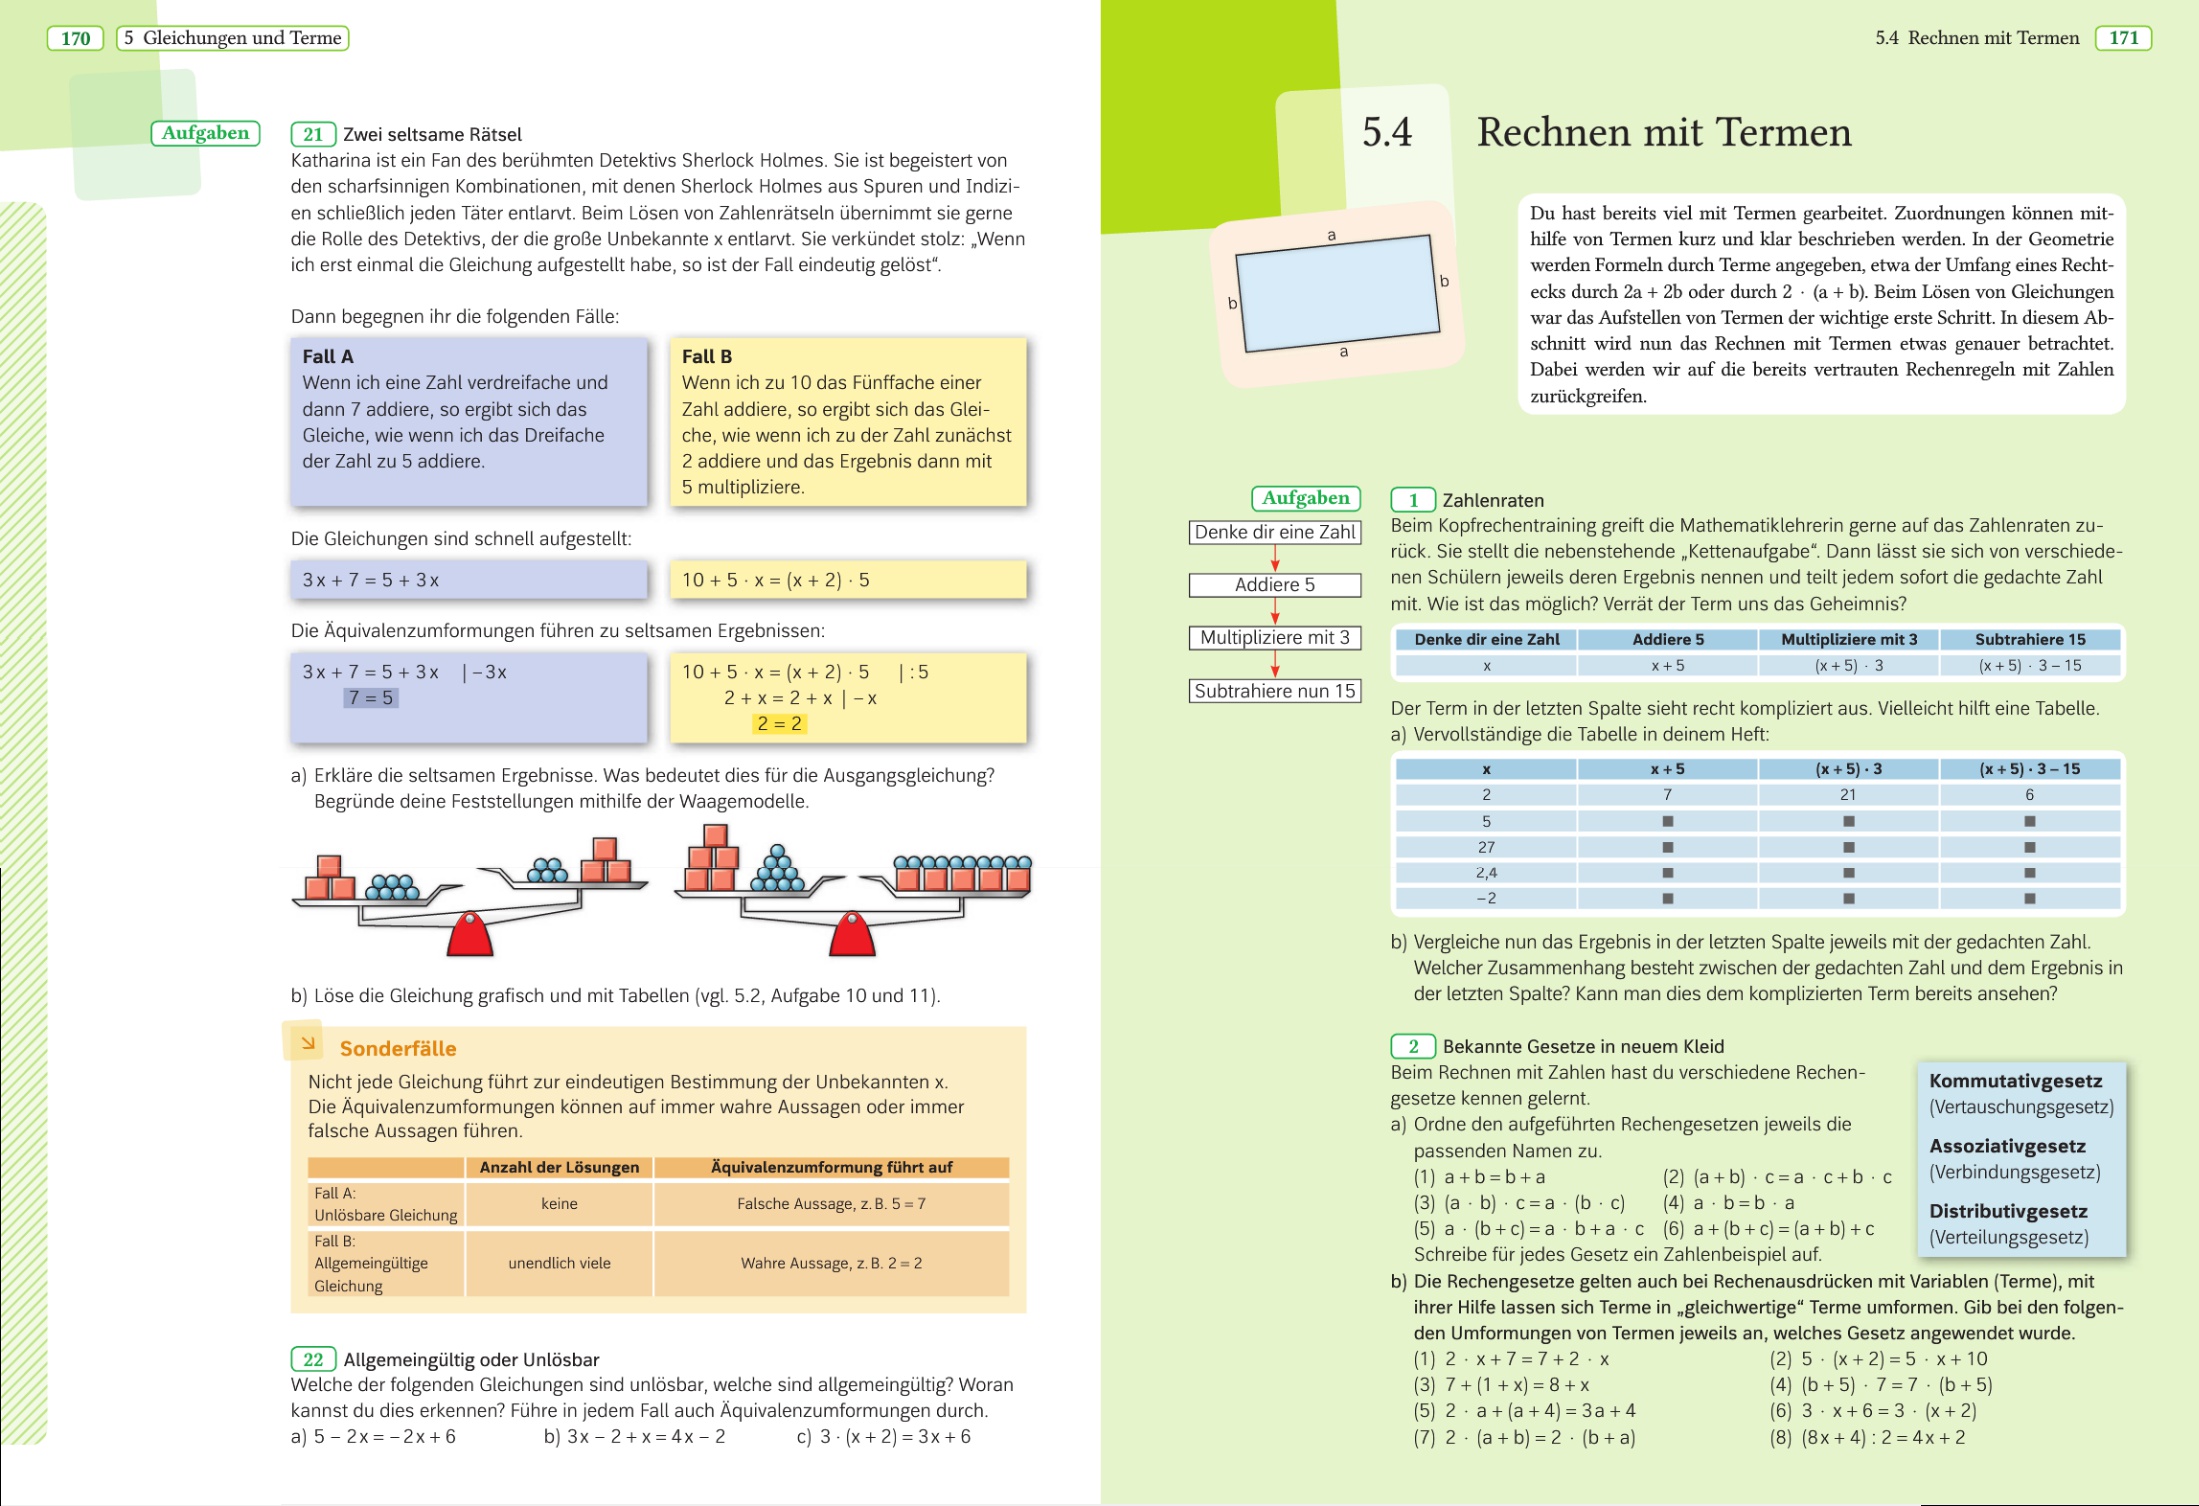 170 5 Gleichungen und Terme
Aufgaben
21 Zwei seltsame Rätsel
Katharina ist ein Fan des berühmten Detektivs Sherlock Holmes. Sie ist begeistert von
den scharfsinnigen Kombinationen, mit denen Sherlock Holmes aus Spuren und Indizi-
en schließlich jeden Täter entlarvt. Beim Lösen von Zahlenrätseln übernimmt sie gerne
die Rolle des Detektivs, der die große Unbekannte x entlarvt. Sie verkündet stolz: „Wenn
ich erst einmal die Gleichung aufgestellt habe, so ist der Fall eindeutig gelöst“.
Dann begegnen ihr die folgenden Fälle:
Fall A
Wenn ich eine Zahl verdreifache und
dann 7 addiere, so ergibt sich das
Gleiche, wie wenn ich das Dreifache
der Zahl zu 5 addiere.
Fall B
Wenn ich zu 10 das Fünffache einer
Zahl addiere, so ergibt sich das Glei-
che, wie wenn ich zu der Zahl zunächst
2 addiere und das Ergebnis dann mit
5 multipliziere.
Die Gleichungen sind schnell aufgestellt:
3x + 7 = 5 + 3x
10 + 5 · x = (x + 2) · 5
Die Äquivalenzumformungen führen zu seltsamen Ergebnissen:
3x + 7 = 5 + 3x | – 3x
7 = 5
10 + 5 · x = (x + 2) · 5 | : 5
2 + x = 2 + x | – x
2 = 2
a) Erkläre die seltsamen Ergebnisse. Was bedeutet dies für die Ausgangsgleichung?
Begründe deine Feststellungen mithilfe der Waagemodelle.
b) Löse die Gleichung grafisch und mit Tabellen (vgl. 5.2, Aufgabe 10 und 11).
Sonderfälle
Nicht jede Gleichung führt zur eindeutigen Bestimmung der Unbekannten x.
Die Äquivalenzumformungen können auf immer wahre Aussagen oder immer
falsche Aussagen führen.
Anzahl der Lösungen Äquivalenzumformung führt auf
Fall A:
Unlösbare Gleichung keine Falsche Aussage, z. B. 5 = 7
Fall B:
Allgemeingültige unendlich viele Wahre Aussage, z. B. 2 = 2
Gleichung
22 Allgemeingültig oder Unlösbar
Welche der folgenden Gleichungen sind unlösbar, welche sind allgemeingültig? Woran
kannst du dies erkennen? Führe in jedem Fall auch Äquivalenzumformungen durch.
a) 5 – 2x = – 2x + 6 b) 3x – 2 + x = 4x – 2 c) 3 · (x + 2) = 3x + 6
5.4 Rechnen mit Termen 171
5.4 Rechnen mit Termen
a
b
b
a
Du hast bereits viel mit Termen gearbeitet. Zuordnungen können mit-
hilfe von Termen kurz und klar beschrieben werden. In der Geometrie
werden Formeln durch Terme angegeben, etwa der Umfang eines Recht-
ecks durch 2a + 2b oder durch 2 · (a + b). Beim Lösen von Gleichungen
war das Aufstellen von Termen der wichtige erste Schritt. In diesem Ab-
schnitt wird nun das Rechnen mit Termen etwas genauer betrachtet.
Dabei werden wir auf die bereits vertrauten Rechenregeln mit Zahlen
zurückgreifen.
Aufgaben
Denke dir eine Zahl
Addiere 5
Multipliziere mit 3
Subtrahiere nun 15
1 Zahlenraten
Beim Kopfrechentraining greift die Mathematiklehrerin gerne auf das Zahlenraten zu-
rück. Sie stellt die nebenstehende „Kettenaufgabe“. Dann lässt sie sich von verschiede-
nen Schülern jeweils deren Ergebnis nennen und teilt jedem sofort die gedachte Zahl
mit. Wie ist das möglich? Verrät der Term uns das Geheimnis?
Denke dir eine Zahl Addiere 5 Multipliziere mit 3 Subtrahiere 15
x x + 5 (x + 5) · 3 (x + 5) · 3 – 15
Der Term in der letzten Spalte sieht recht kompliziert aus. Vielleicht hilft eine Tabelle.
a) Vervollständige die Tabelle in deinem Heft:
x x + 5 (x + 5) · 3 (x + 5) · 3 – 15
2 7 21 6
5 ■ ■ ■
27 ■ ■ ■
2,4 ■ ■ ■
– 2 ■ ■ ■
b) Vergleiche nun das Ergebnis in der letzten Spalte jeweils mit der gedachten Zahl.
Welcher Zusammenhang besteht zwischen der gedachten Zahl und dem Ergebnis in
der letzten Spalte? Kann man dies dem komplizierten Term bereits ansehen?
2 Bekannte Gesetze in neuem Kleid
Beim Rechnen mit Zahlen hast du verschiedene Rechen-
gesetze kennen gelernt.
a) Ordne den aufgeführten Rechengesetzen jeweils die
passenden Namen zu.
(1) a + b = b + a (2) (a + b) · c = a · c + b · c
(3) (a · b) · c = a · (b · c) (4) a · b = b · a
(5) a · (b + c) = a · b + a · c (6) a + (b + c) = (a + b) + c
Schreibe für jedes Gesetz ein Zahlenbeispiel auf.
Kommutativgesetz
(Vertauschungsgesetz)
Assoziativgesetz
(Verbindungsgesetz)
Distributivgesetz
(Verteilungsgesetz)
b) Die Rechengesetze gelten auch bei Rechenausdrücken mit Variablen (Terme), mit
ihrer Hilfe lassen sich Terme in „gleichwertige“ Terme umformen. Gib bei den folgen-
den Umformungen von Termen jeweils an, welches Gesetz angewendet wurde.
(1) 2 · x + 7 = 7 + 2 · x (2) 5 · (x + 2) = 5 · x + 10
(3) 7 + (1 + x) = 8 + x (4) (b + 5) · 7 = 7 · (b + 5)
(5) 2 · a + (a + 4) = 3a + 4 (6) 3 · x + 6 = 3 · (x + 2)
(7) 2 · (a + b) = 2 · (b + a) (8) (8x + 4) : 2 = 4x + 2